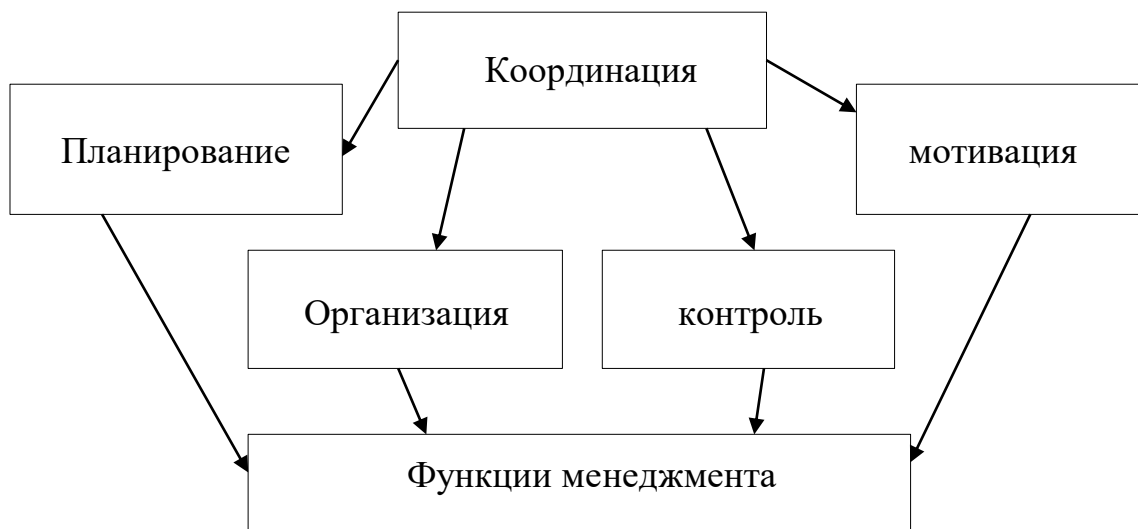 Координация
Планирование
мотивация
Организация
контроль
Функции менеджмента